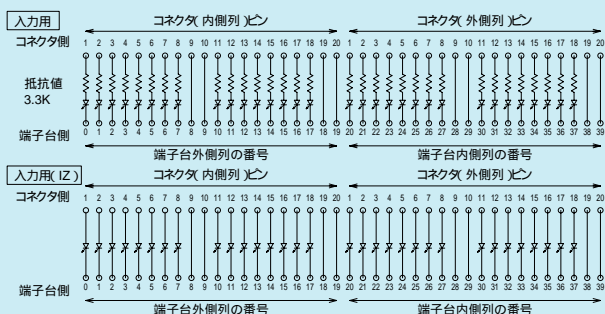 入力用
コネクタ( 内側列 )ピン コネクタ( 外側列 )ピン
コネクタ側 1 2 3 4 5 6 7 8 9 10 11 12 13 14 15 16 17 18 19 20 1 2 3 4 5 6 7 8 9 10 11 12 13 14 15 16 17 18 19 20
抵抗値
3.3K
端子台側 0 1 2 3 4 5 6 7 8 9 10 11 12 13 14 15 16 17 18 19 20 21 22 23 24 25 26 27 28 29 30 31 32 33 34 35 36 37 38 39
端子台外側列の番号 端子台内側列の番号
入力用( IZ )
コネクタ( 内側列 )ピン コネクタ( 外側列 )ピン
コネクタ側 1 2 3 4 5 6 7 8 9 10 11 12 13 14 15 16 17 18 19 20 1 2 3 4 5 6 7 8 9 10 11 12 13 14 15 16 17 18 19 20
端子台側 0 1 2 3 4 5 6 7 8 9 10 11 12 13 14 15 16 17 18 19 20 21 22 23 24 25 26 27 28 29 30 31 32 33 34 35 36 37 38 39
端子台外側列の番号 端子台内側列の番号